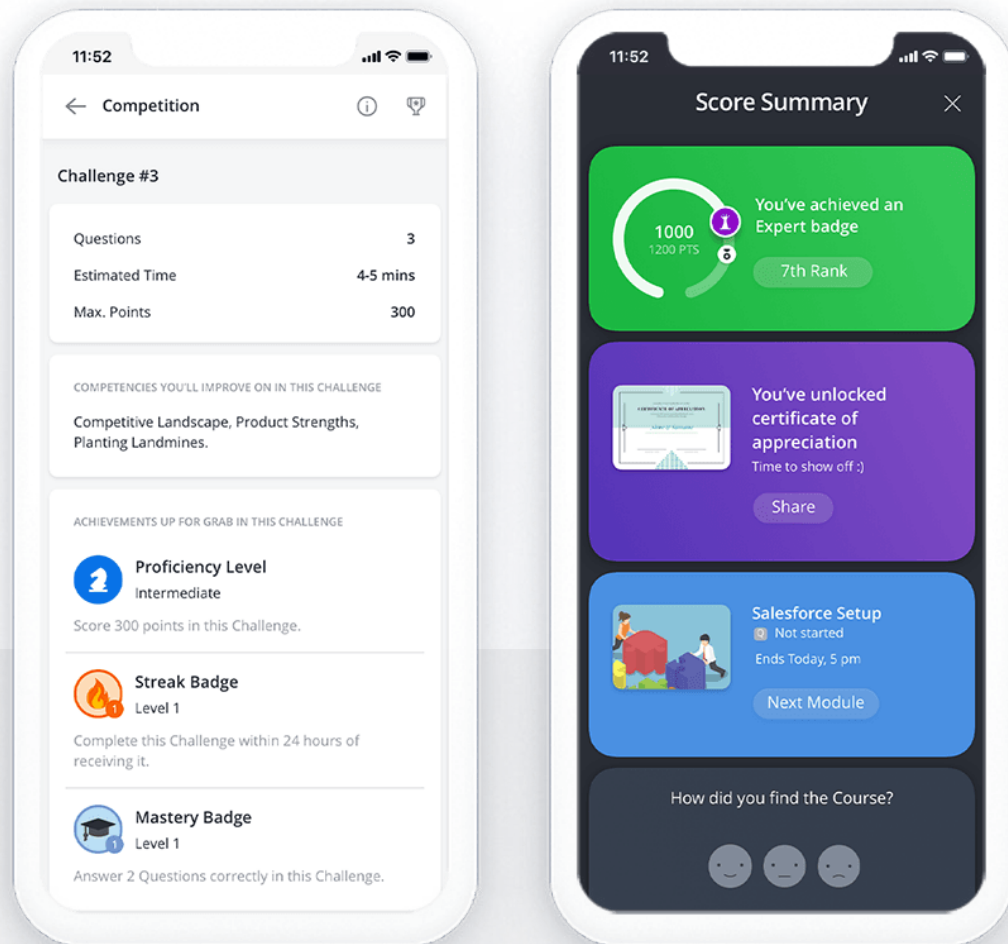 11:52
Competition
Challenge #3
Questions 3
Estimated Time 4-5 mins
Max. Points 300
COMPETENCIES YOU'LL IMPROVE ON IN THIS CHALLENGE
Competitive Landscape, Product Strengths,
Planting Landmines.
ACHIEVEMENTS UP FOR GRAB IN THIS CHALLENGE
Proficiency Level
Intermediate
Score 300 points in this Challenge.
Streak Badge
1
Level 1
Complete this Challenge within 24 hours of
receiving it.
Mastery Badge
1
Level 1
Answer 2 Questions correctly in this Challenge.
11:52
Score Summary
1000
1200 PTS
You've achieved an
Expert badge
7th Rank
CERTIFICATE OF APPRECIATION
You've unlocked
certificate of
appreciation
Time to show off :)
Share
Salesforce Setup
Q Not started
Ends Today, 5 pm
Next Module
How did you find the Course?